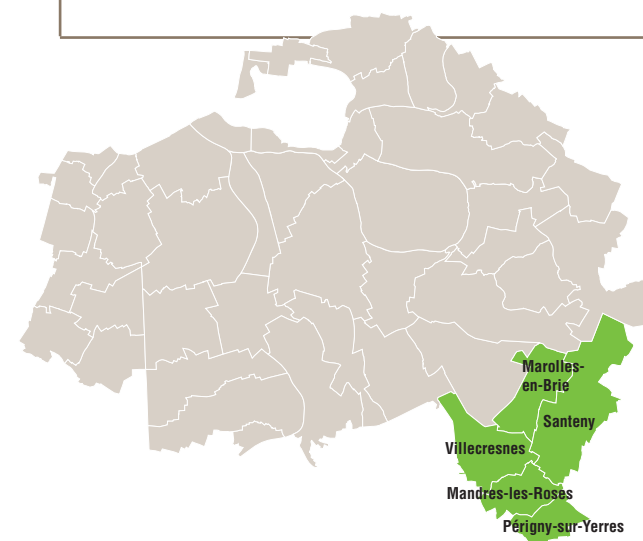 Marolles-
en-Brie
Santeny
Villecresnes
Mandres-les-Roses
Périgny-sur-Yerres